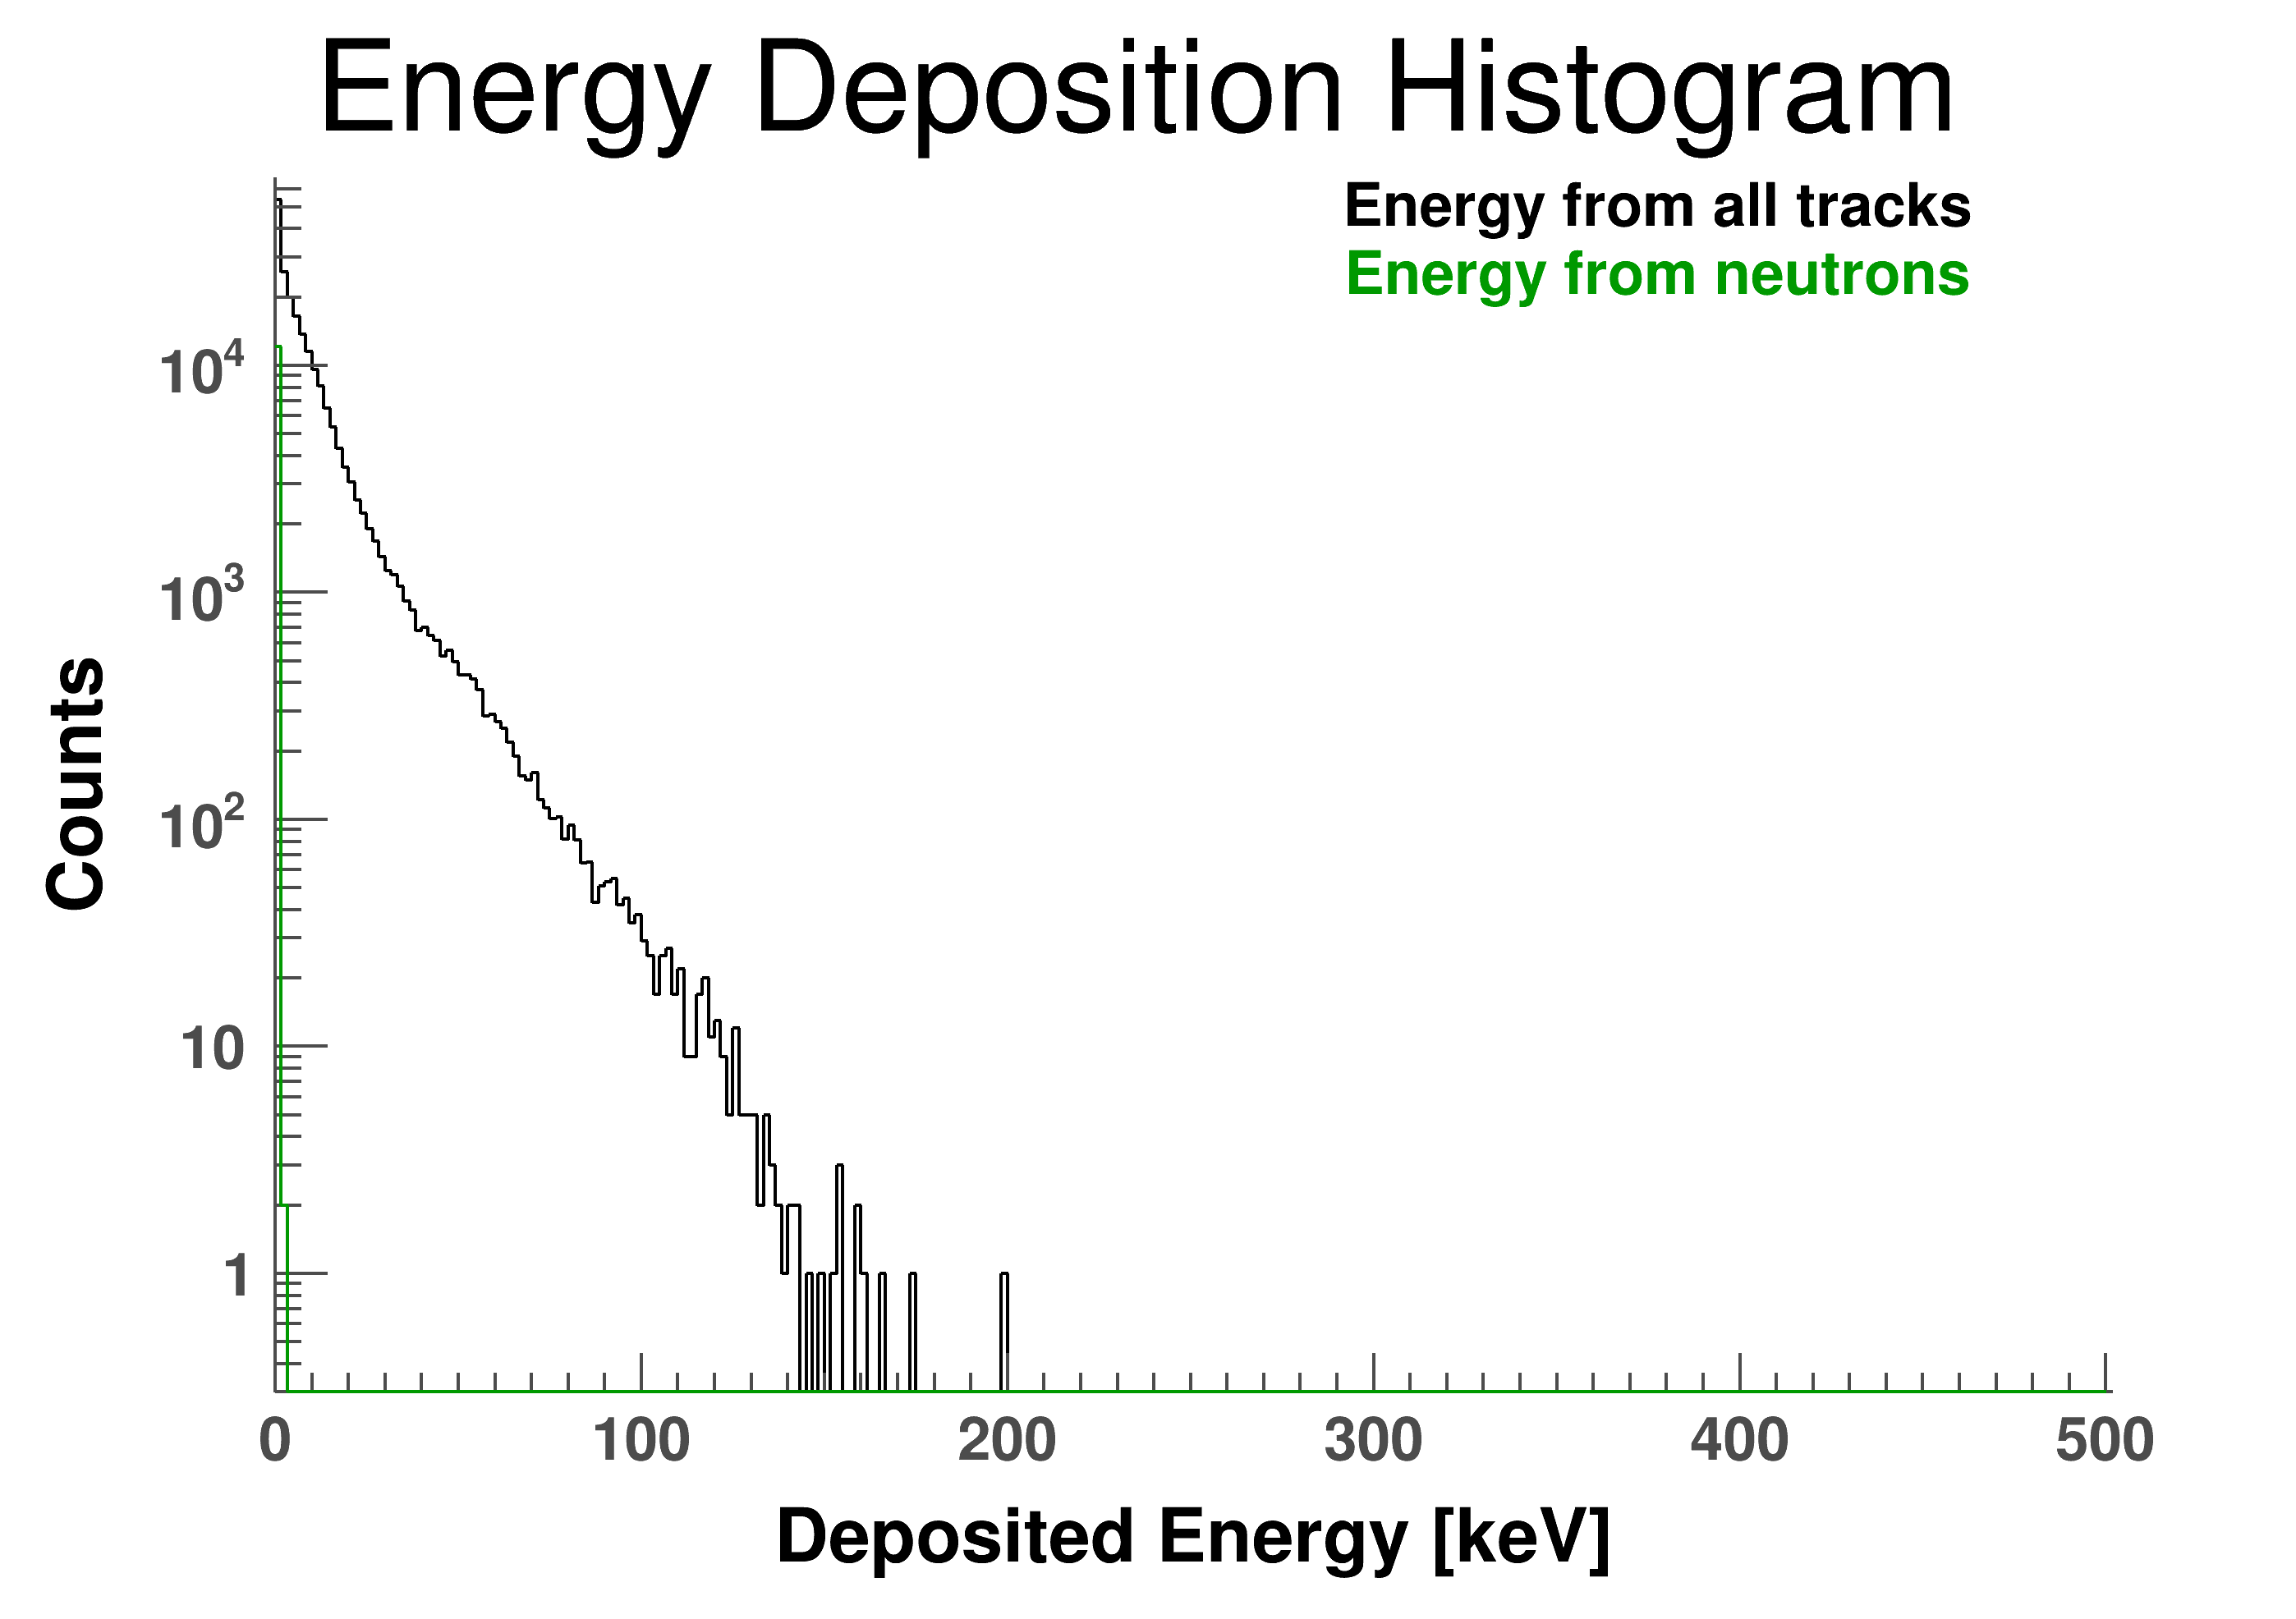 Energy Deposition Histogram
Energy from all tracks
Energy from neutrons
10⁴
10³
10²
10
1
Counts
0 100 200 300 400 500
Deposited Energy [keV]